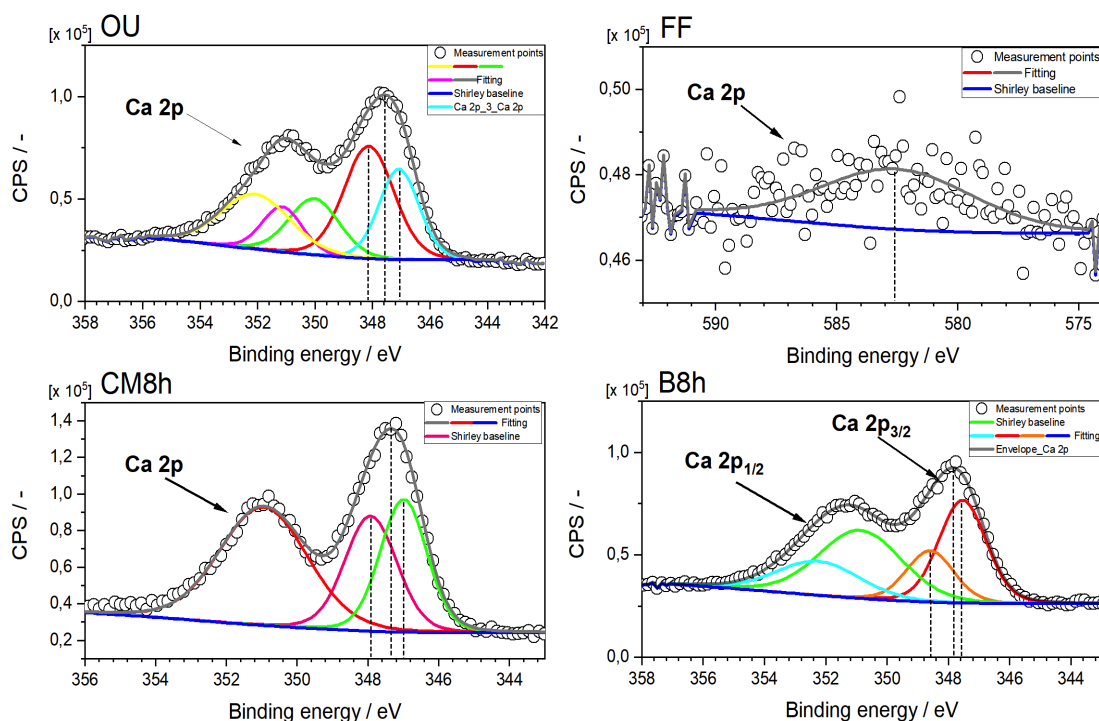 OU
[x 10⁵]
Measurement points
Fitting
Shirley baseline
Ca 2p_3_Ca 2p
Ca 2p
CPS / -
1,0
0,5
0,0
358 356 354 352 350 348 346 344 342
Binding energy / eV
FF
[x 10⁵]
Measurement points
Fitting
Shirley baseline
Ca 2p
CPS / -
0,50
0,48
0,46
590 585 580 575
Binding energy / eV
CM8h
[x 10⁵]
Measurement points
Fitting
Shirley baseline
Ca 2p
CPS / -
1,4
1,2
1,0
0,8
0,6
0,4
0,2
356 354 352 350 348 346 344
Binding energy / eV
B8h
[x 10⁵]
Measurement points
Shirley baseline
Fitting
Envelope_Ca 2p
Ca 2p₃/₂
Ca 2p₁/₂
CPS / -
1,0
0,5
0,0
358 356 354 352 350 348 346 344
Binding energy / eV